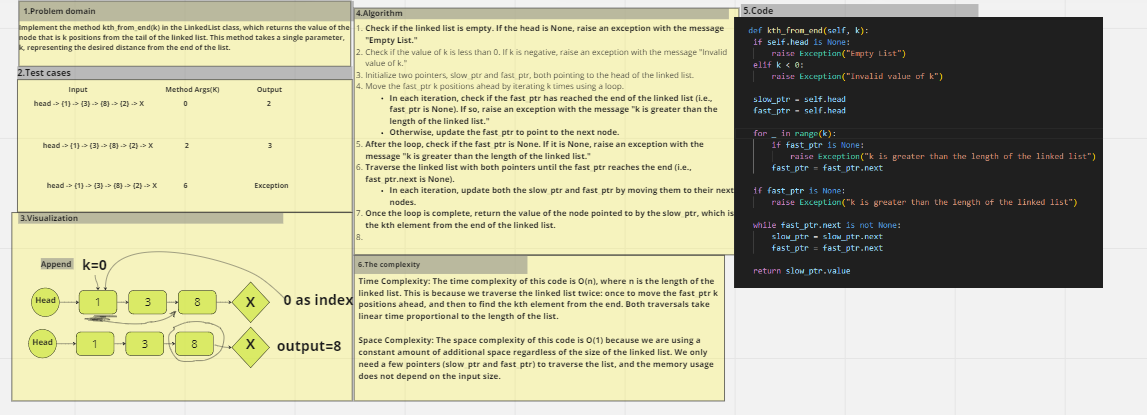 1.Problem domain
Implement the method kth_from_end(k) in the LinkedList class, which returns the value of the
node that is k positions from the tail of the linked list. This method takes a single parameter,
k, representing the desired distance from the end of the list.
2.Test cases
Input Method Args(K) Output
head -> {1} -> {3} -> {8} -> {2} -> X 0 2
head -> {1} -> {3} -> {8} -> {2} -> X 2 3
head -> {1} -> {3} -> {8} -> {2} -> X 6 Exception
3.Visualization
Append k=0
Head 1 3 8 X 0 as index
Head 1 3 8 X output=8
4.Algorithm
1. Check if the linked list is empty. If the head is None, raise an exception with the message
"Empty List."
2. Check if the value of k is less than 0. If k is negative, raise an exception with the message "Invalid
value of k."
3. Initialize two pointers, slow_ptr and fast_ptr, both pointing to the head of the linked list.
4. Move the fast_ptr k positions ahead by iterating k times using a loop.
• In each iteration, check if the fast_ptr has reached the end of the linked list (i.e.,
fast_ptr is None). If so, raise an exception with the message "k is greater than the
length of the linked list."
• Otherwise, update the fast_ptr to point to the next node.
5. After the loop, check if the fast_ptr is None. If it is None, raise an exception with the
message "k is greater than the length of the linked list."
6. Traverse the linked list with both pointers until the fast_ptr reaches the end (i.e.,
fast_ptr.next is None).
• In each iteration, update both the slow_ptr and fast_ptr by moving them to their next
nodes.
7. Once the loop is complete, return the value of the node pointed to by the slow_ptr, which is
the kth element from the end of the linked list.
8.
6.The complexity
Time Complexity: The time complexity of this code is O(n), where n is the length of the
linked list. This is because we traverse the linked list twice: once to move the fast_ptr k
positions ahead, and then to find the kth element from the end. Both traversals take
linear time proportional to the length of the list.
Space Complexity: The space complexity of this code is O(1) because we are using a
constant amount of additional space regardless of the size of the linked list. We only
need a few pointers (slow_ptr and fast_ptr) to traverse the list, and the memory usage
does not depend on the input size.
5.Code
def kth_from_end(self, k):
if self.head is None:
raise Exception("Empty List")
elif k < 0:
raise Exception("Invalid value of k")
slow_ptr = self.head
fast_ptr = self.head
for _ in range(k):
if fast_ptr is None:
raise Exception("k is greater than the length of the linked list")
fast_ptr = fast_ptr.next
if fast_ptr is None:
raise Exception("k is greater than the length of the linked list")
while fast_ptr.next is not None:
slow_ptr = slow_ptr.next
fast_ptr = fast_ptr.next
return slow_ptr.value